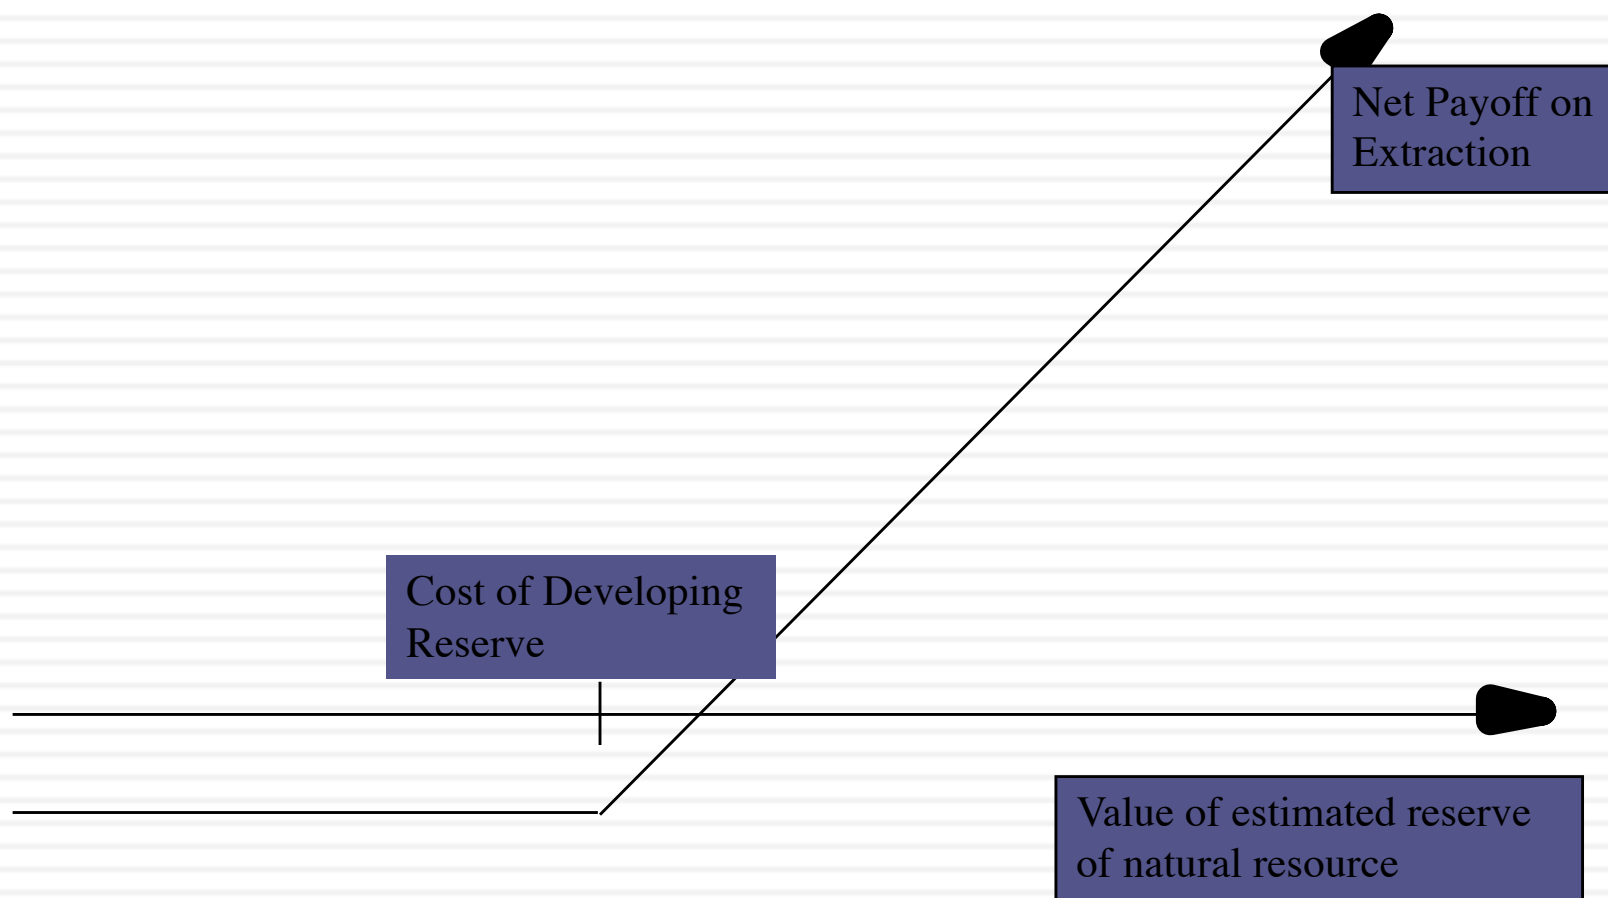 Net Payoff on
Extraction
Cost of Developing
Reserve
Value of estimated reserve
of natural resource